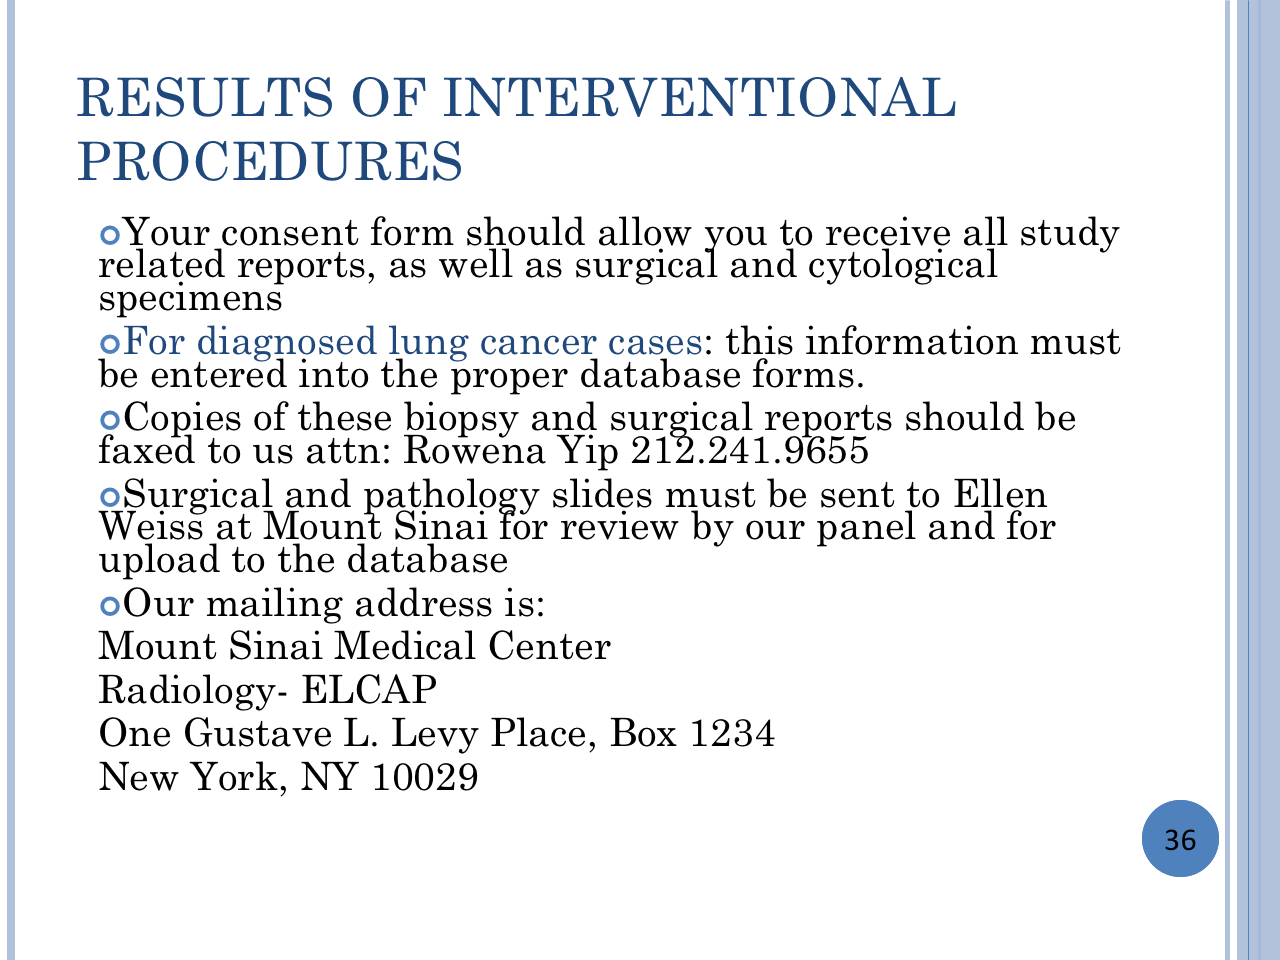 RESULTS OF INTERVENTIONAL
PROCEDURES
Your consent form should allow you to receive all study
related reports, as well as surgical and cytological
specimens
For diagnosed lung cancer cases: this information must
be entered into the proper database forms.
Copies of these biopsy and surgical reports should be
faxed to us attn: Rowena Yip 212.241.9655
Surgical and pathology slides must be sent to Ellen
Weiss at Mount Sinai for review by our panel and for
upload to the database
Our mailing address is:
Mount Sinai Medical Center
Radiology- ELCAP
One Gustave L. Levy Place, Box 1234
New York, NY 10029
36